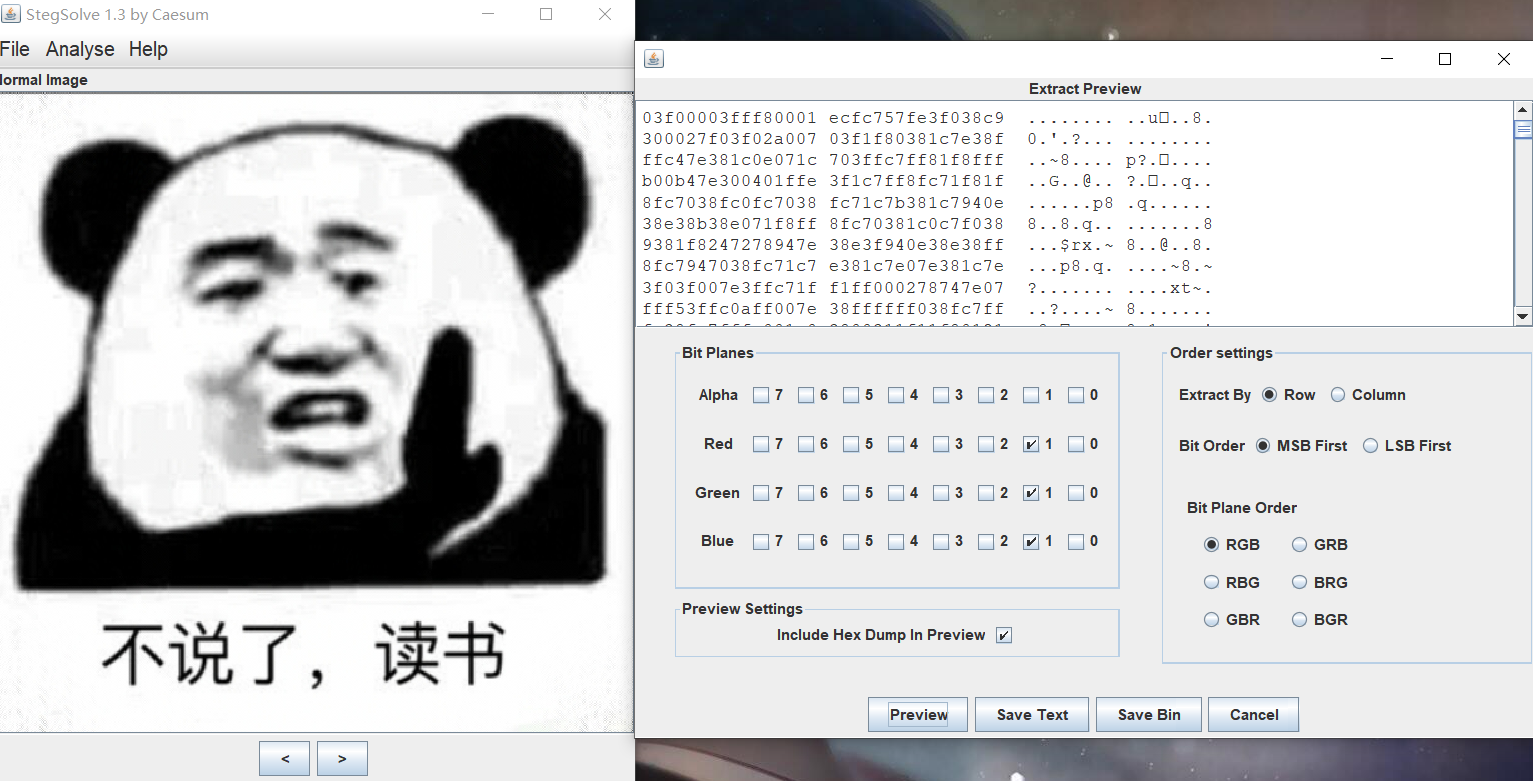 StegSolve 1.3 by Caesum
File Analyse Help
lormal Image
不说了，读书
< >
Extract Preview
03f00003fff80001 ecfc757fe3f038c9 ........ ..u□..8.
300027f03f02a007 03f1f80381c7e38f 0.'.?... ........
ffc47e381c0e071c 703ffc7ff81f8fff ..~8.... p?.□....
b00b47e300401ffe 3f1c7ff8fc71f81f ..G..@.. ?.□..q..
8fc7038fc0fc7038 fc71c7b381c7940e ......p8 .q......
38e38b38e071f8ff 8fc70381c0c7f038 8..8.q.. .......8
9381f8247278947e 38e3f940e38e38ff ...$rx.~ 8..@..8.
8fc7947038fc71c7 e381c7e07e381c7e ...p8.q. ....~8.~
3f03f007e3ffc71f f1ff000278747e07 ?....... ....xt~.
fff53ffc0aff007e 38ffffff038fc7ff ..?....~ 8.......
Bit Planes
Alpha 7 6 5 4 3 2 1 0
Red 7 6 5 4 3 2 1 0
Green 7 6 5 4 3 2 1 0
Blue 7 6 5 4 3 2 1 0
Preview Settings
Include Hex Dump In Preview
Order settings
Extract By Row Column
Bit Order MSB First LSB First
Bit Plane Order
RGB GRB
RBG BRG
GBR BGR
Preview Save Text Save Bin Cancel